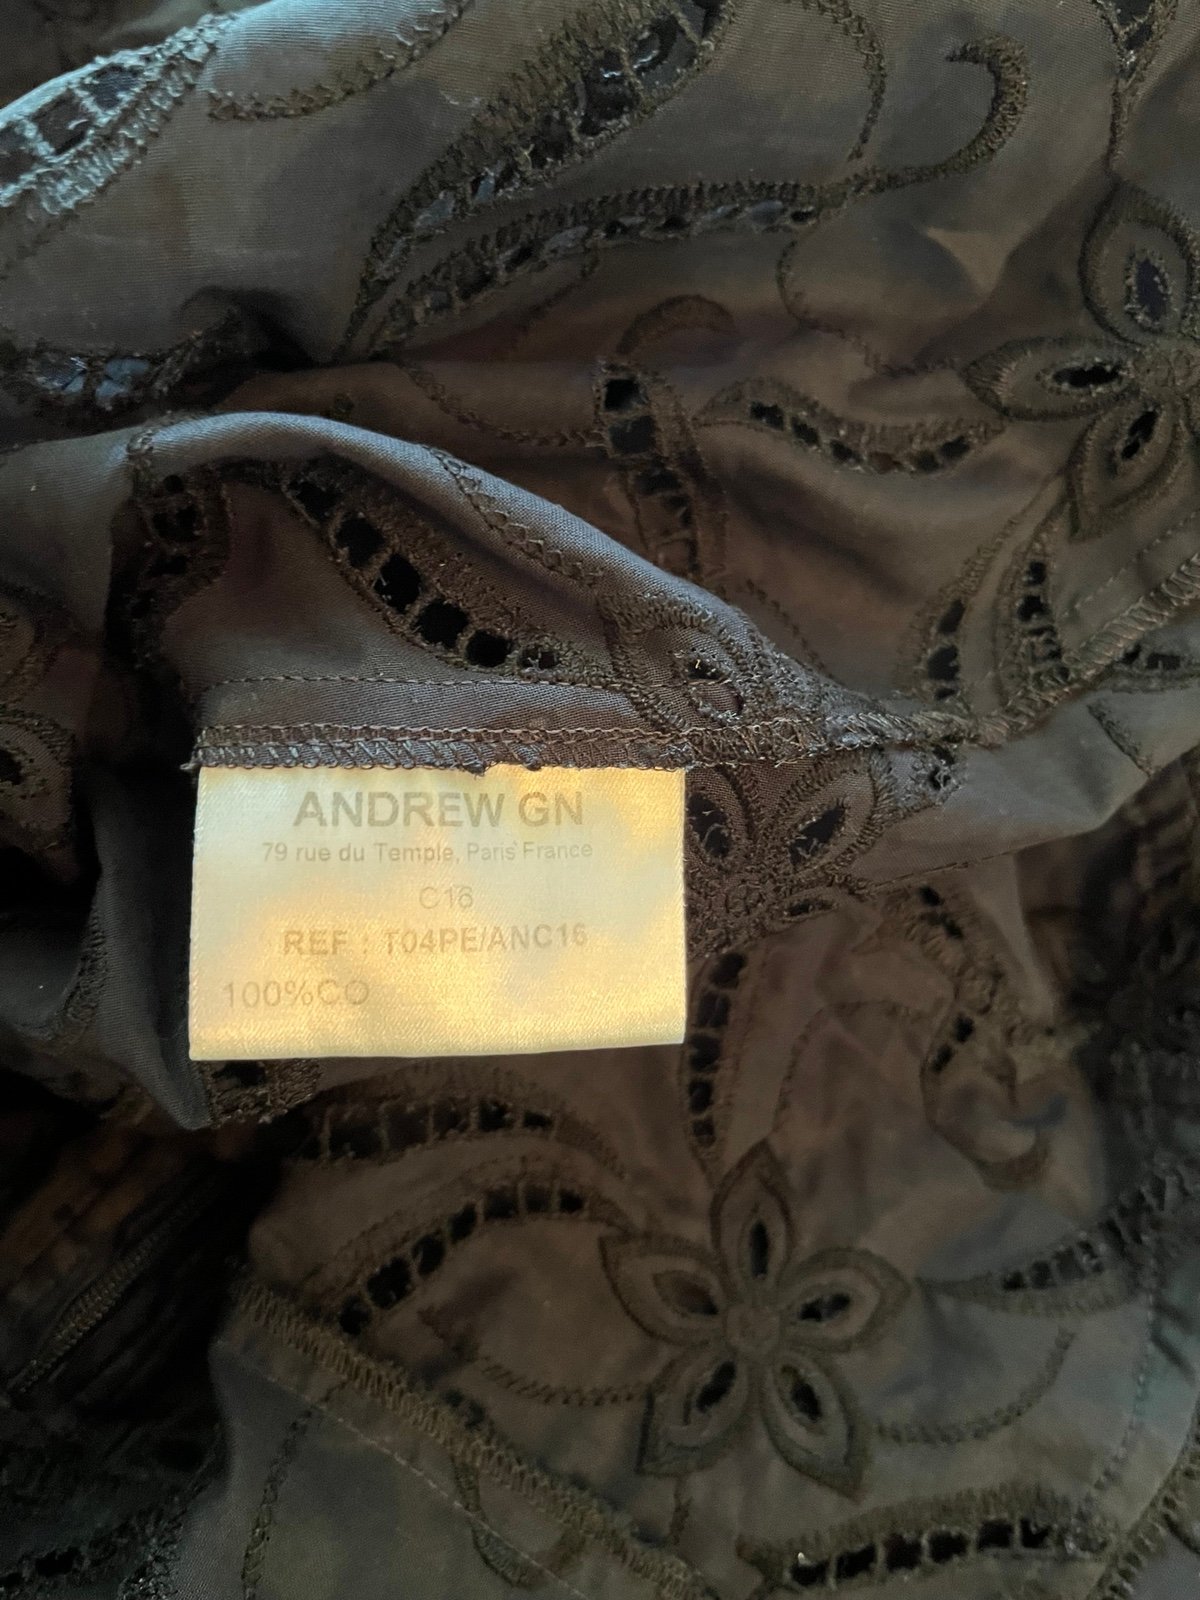 ANDREW GN
79 rue du Temple, Paris France
C16
REF : T04PE/ANC16
100%CO